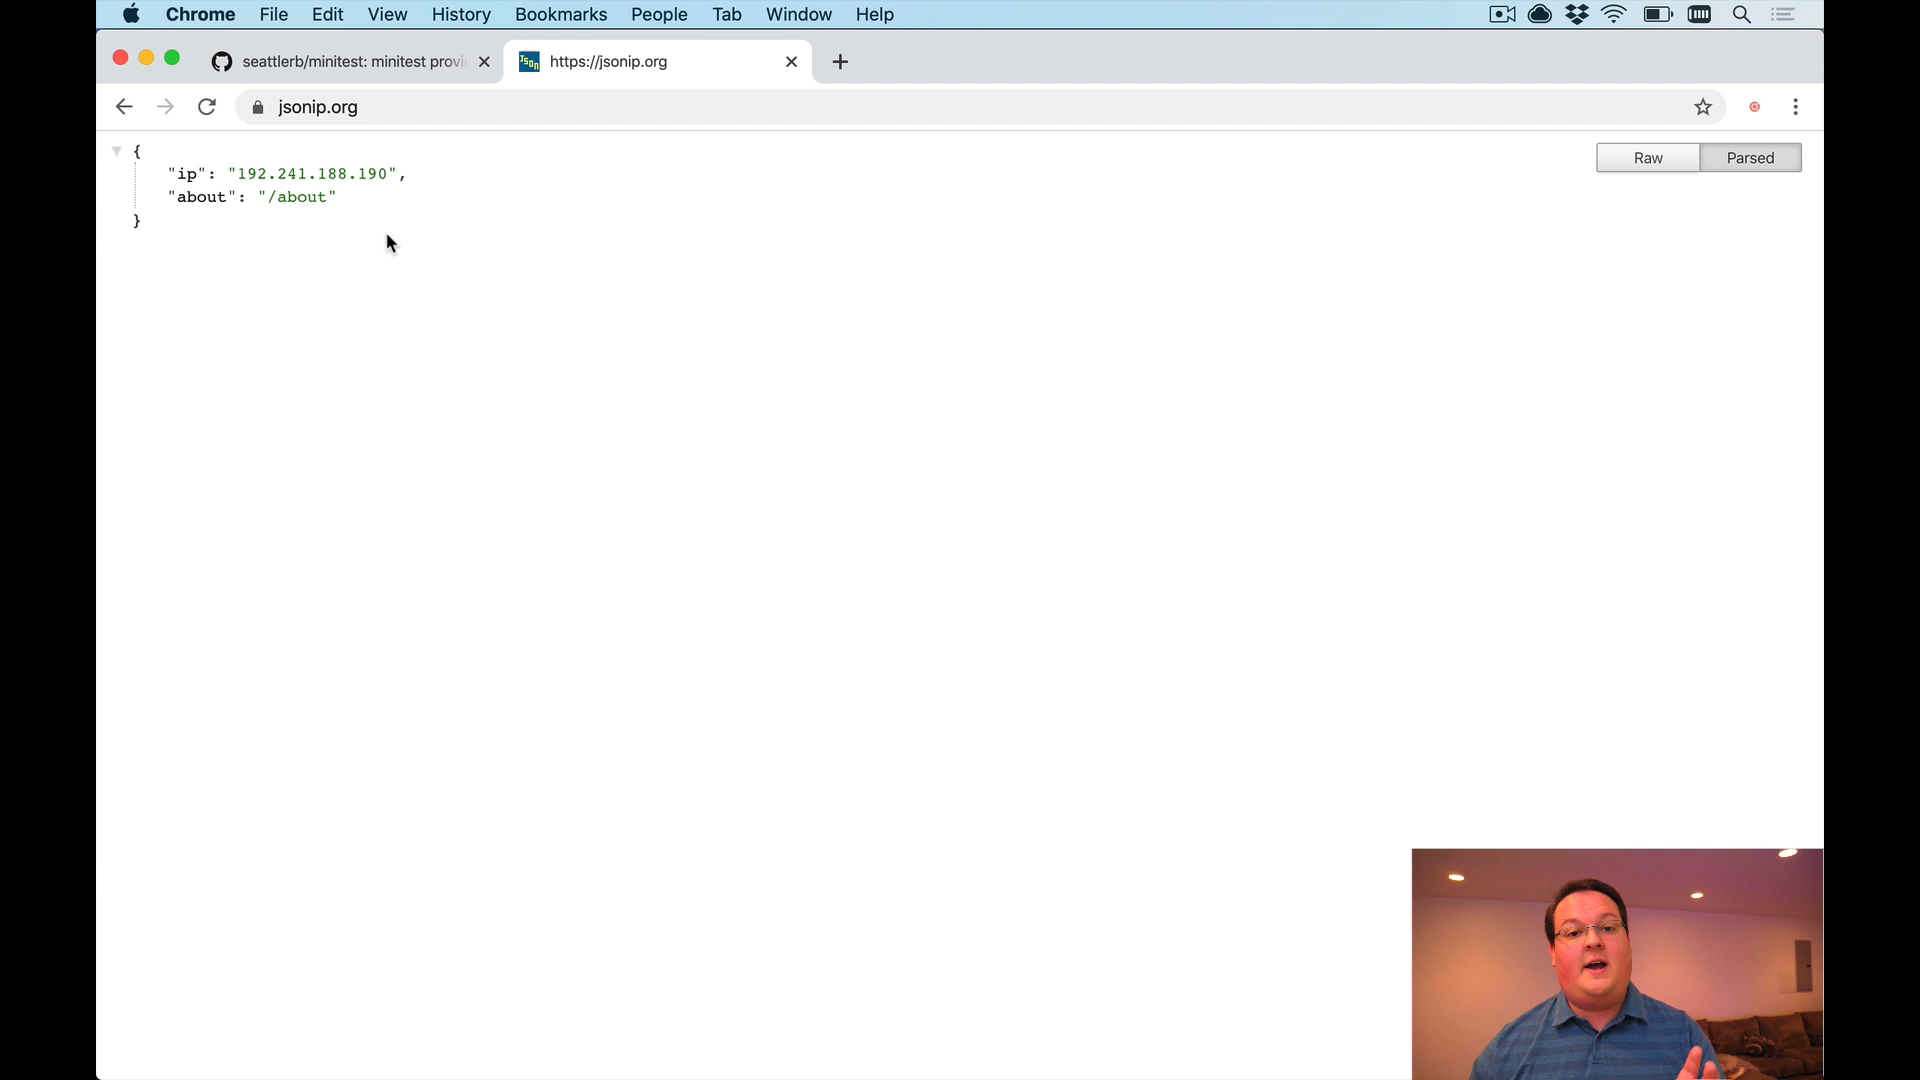 Chrome File Edit View History Bookmarks People Tab Window Help
seattlerb/minitest: minitest provi
https://jsonip.org
jsonip.org
Raw Parsed
{
"ip": "192.241.188.190",
"about": "/about"
}